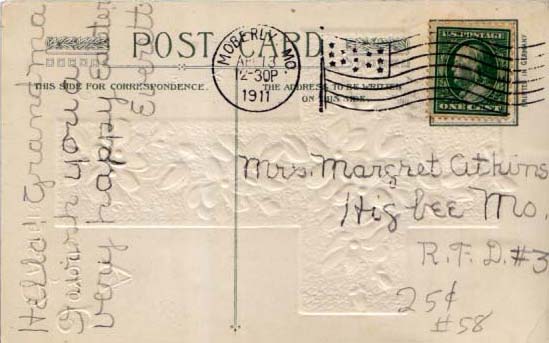 POST CARD
THIS SIDE FOR CORRESPONDENCE.
THE ADDRESS TO BE WRITTEN
ON THIS SIDE.
MOBERLY, MO.
APR 13
12-30P
1911
U.S. POSTAGE
ONE CENT
PRINTED IN GERMANY
Hello! Grandma
I wish you a
very happy Easter
Everett
Mrs. Margret Atkins
Higbee Mo.
R.F.D. #3
25¢
#58